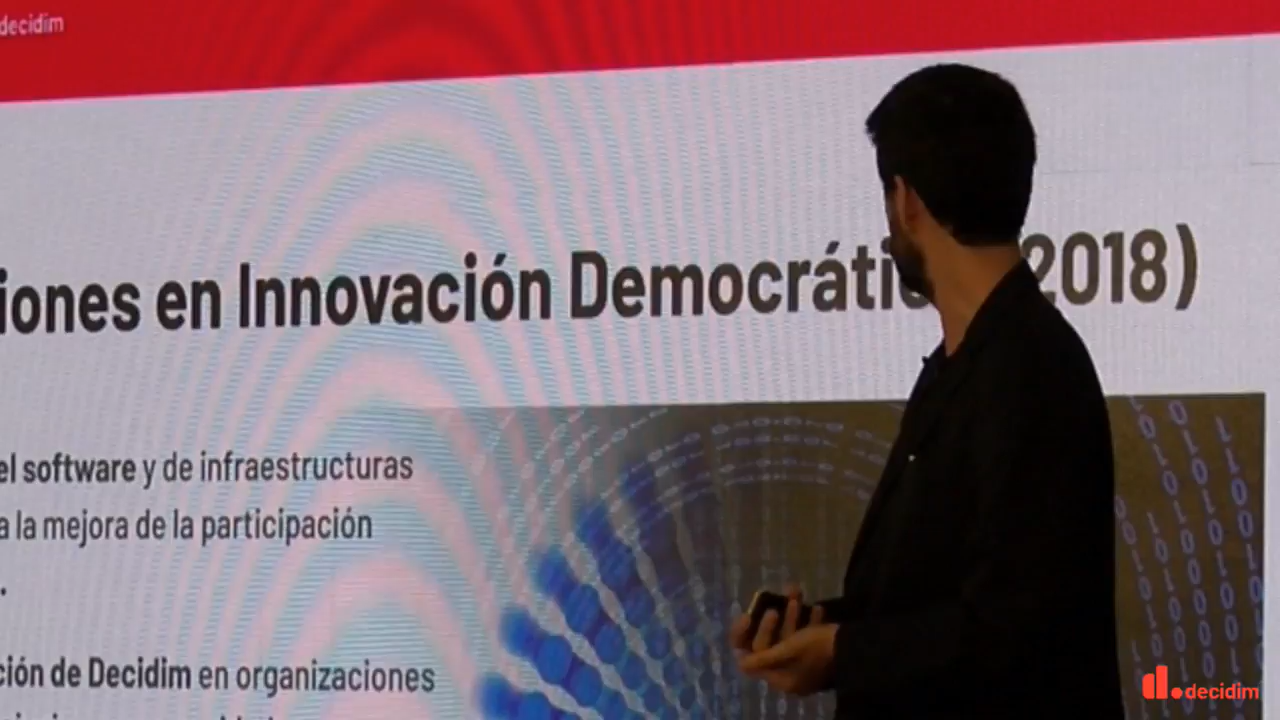 decidim
iones en Innovación Democráti 2018)
el software y de infraestructuras
a la mejora de la participación
.
ción de Decidim en organizaciones
decidim